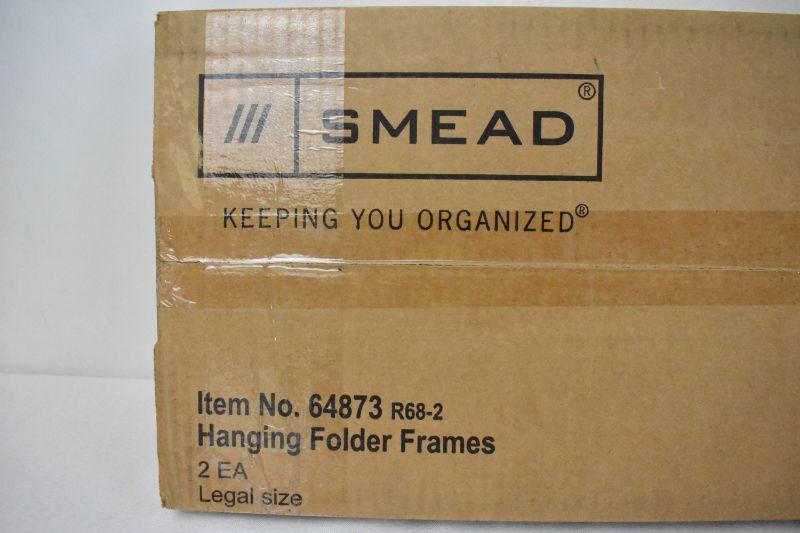 /// SMEAD®
KEEPING YOU ORGANIZED®
Item No. 64873 R68-2
Hanging Folder Frames
2 EA
Legal size